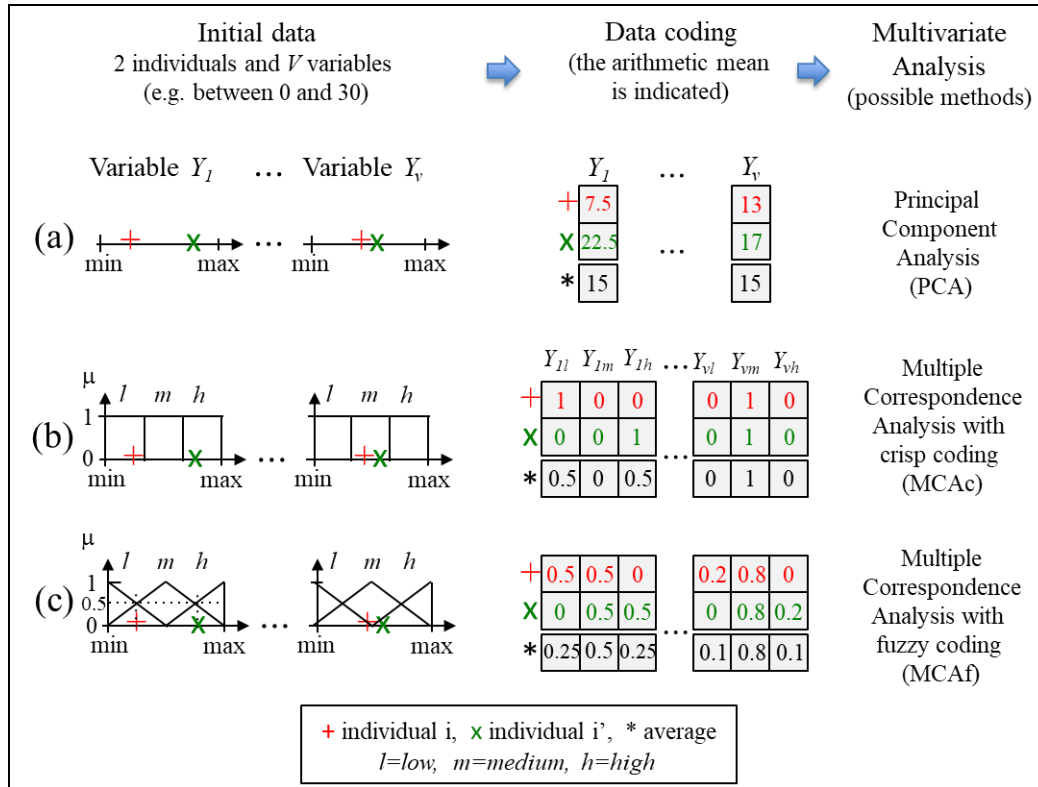 Initial data
2 individuals and V variables
(e.g. between 0 and 30)
Data coding
(the arithmetic mean
is indicated)
Multivariate
Analysis
(possible methods)
Variable Y1 ... Variable Yv
Y1 ... Yv
(a)
min max ... min max
+ 7.5 13
x 22.5 ... 17
* 15 15
Principal
Component
Analysis
(PCA)
Y1l Y1m Y1h ... Yvl Yvm Yvh
(b)
μ
l m h l m h
1
0
min max ... min max
+ 1 0 0 0 1 0
x 0 0 1 ... 0 1 0
* 0.5 0 0.5 0 1 0
Multiple
Correspondence
Analysis with
crisp coding
(MCAc)
(c)
μ
l m h l m h
1
0.5
0
min max ... min max
+ 0.5 0.5 0 0.2 0.8 0
x 0 0.5 0.5 ... 0 0.8 0.2
* 0.25 0.5 0.25 0.1 0.8 0.1
Multiple
Correspondence
Analysis with
fuzzy coding
(MCAf)
+ individual i, x individual i’, * average
l=low, m=medium, h=high